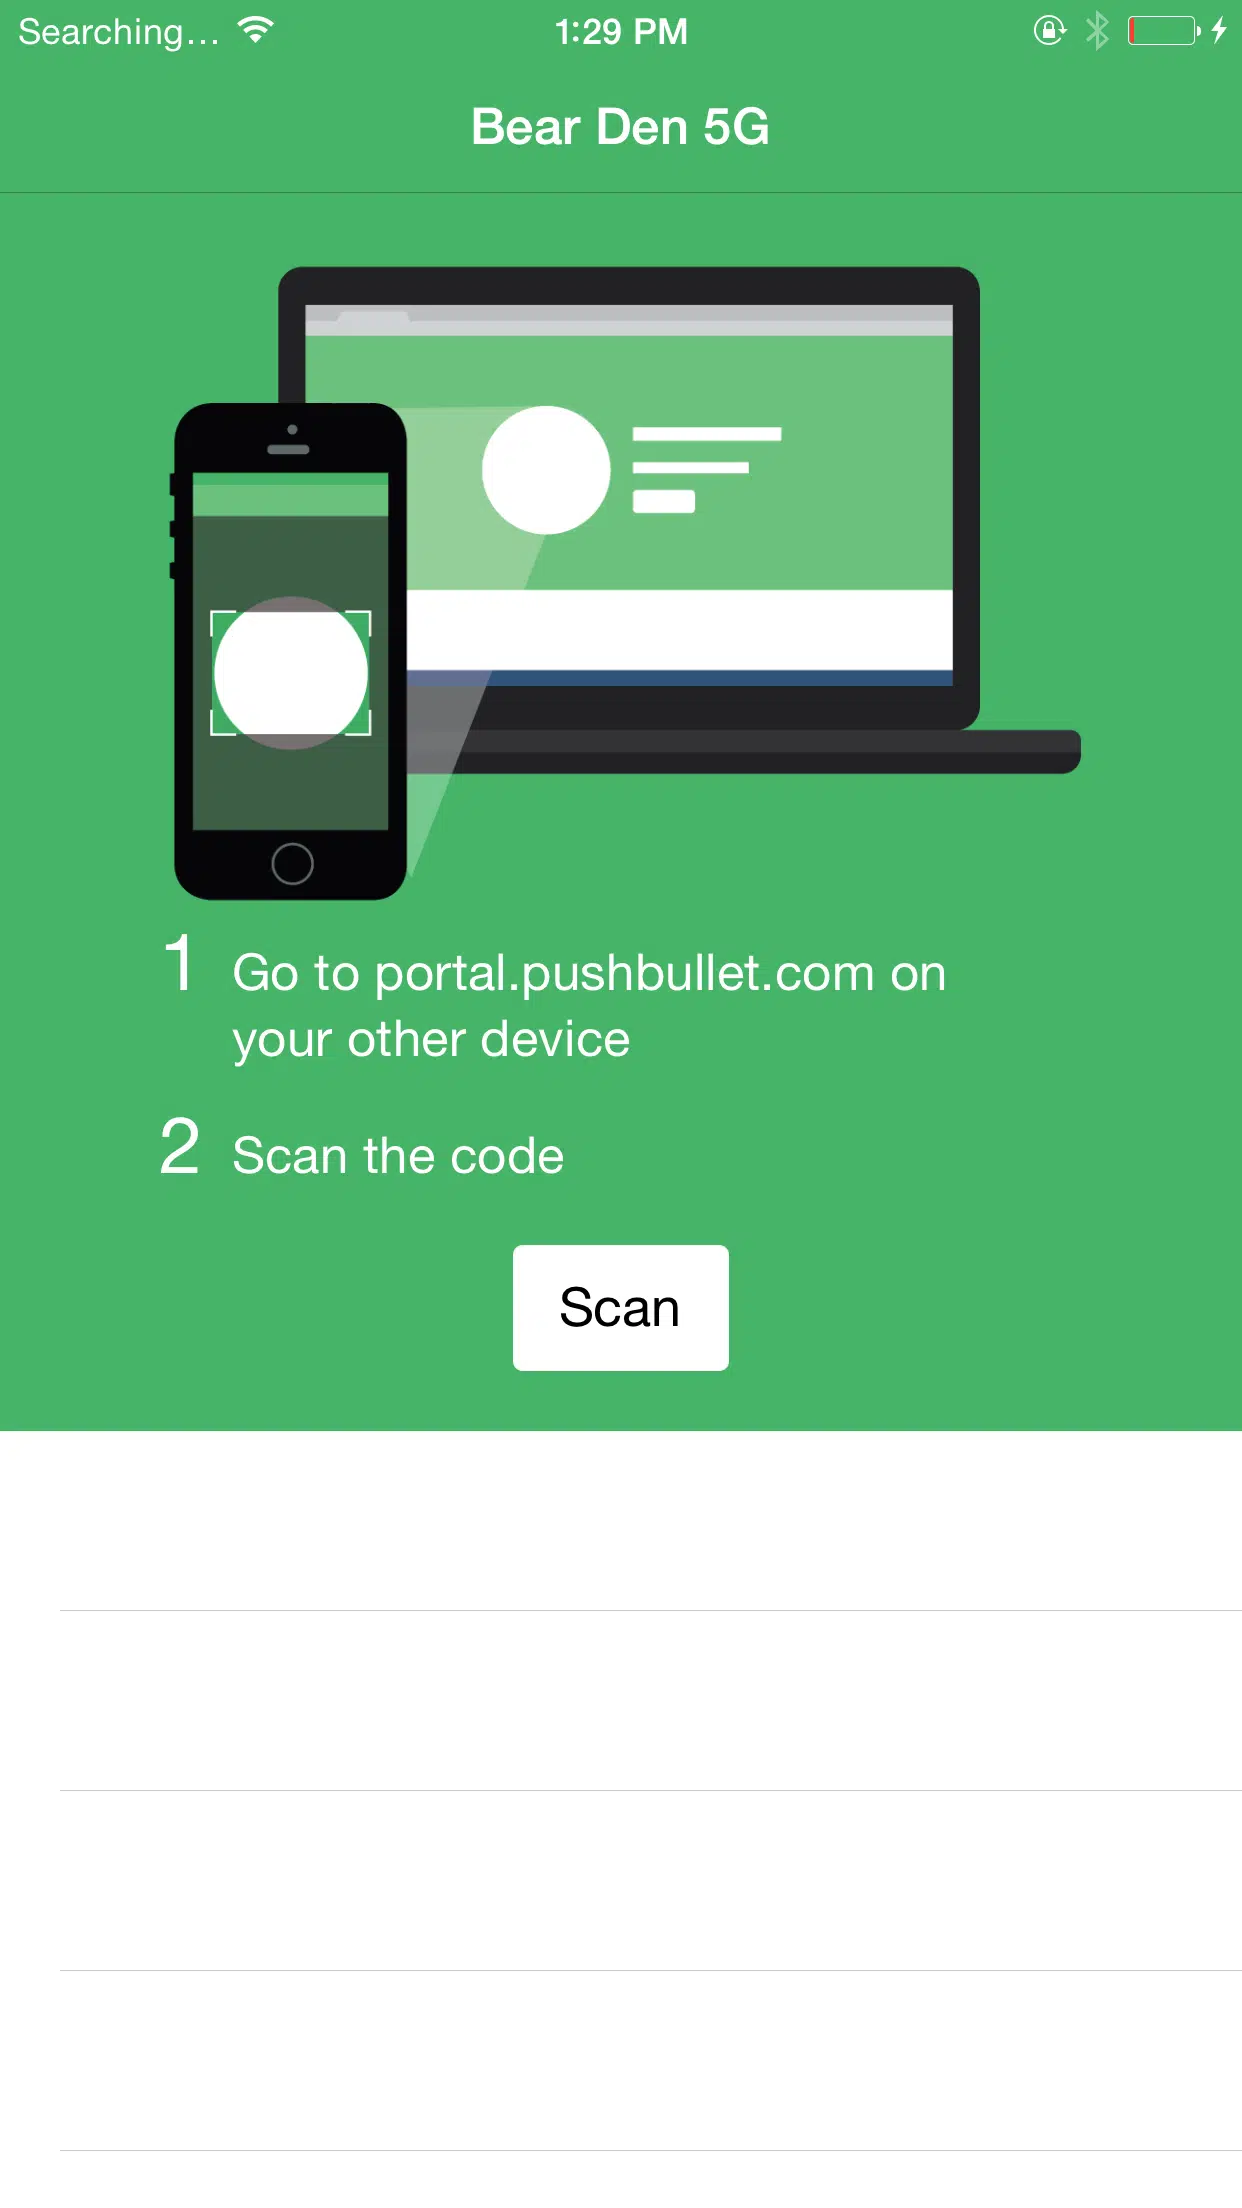 Searching...
1:29 PM
Bear Den 5G
1 Go to portal.pushbullet.com on
your other device
2 Scan the code
Scan